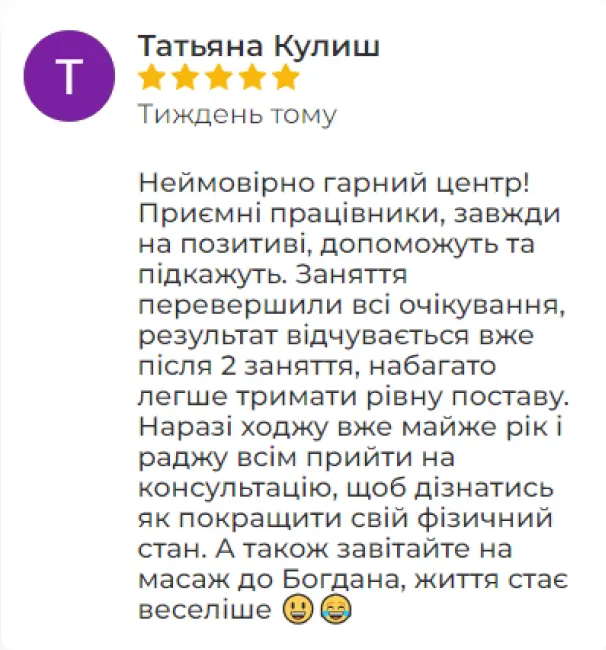 Т
Татьяна Кулиш
Тиждень тому
Неймовірно гарний центр!
Приємні працівники, завжди
на позитиві, допоможуть та
підкажуть. Заняття
перевершили всі очікування,
результат відчувається вже
після 2 заняття, набагато
легше тримати рівну поставу.
Наразі ходжу вже майже рік і
раджу всім прийти на
консультацію, щоб дізнатись
як покращити свій фізичний
стан. А також завітайте на
масаж до Богдана, життя стає
веселіше 😃😂